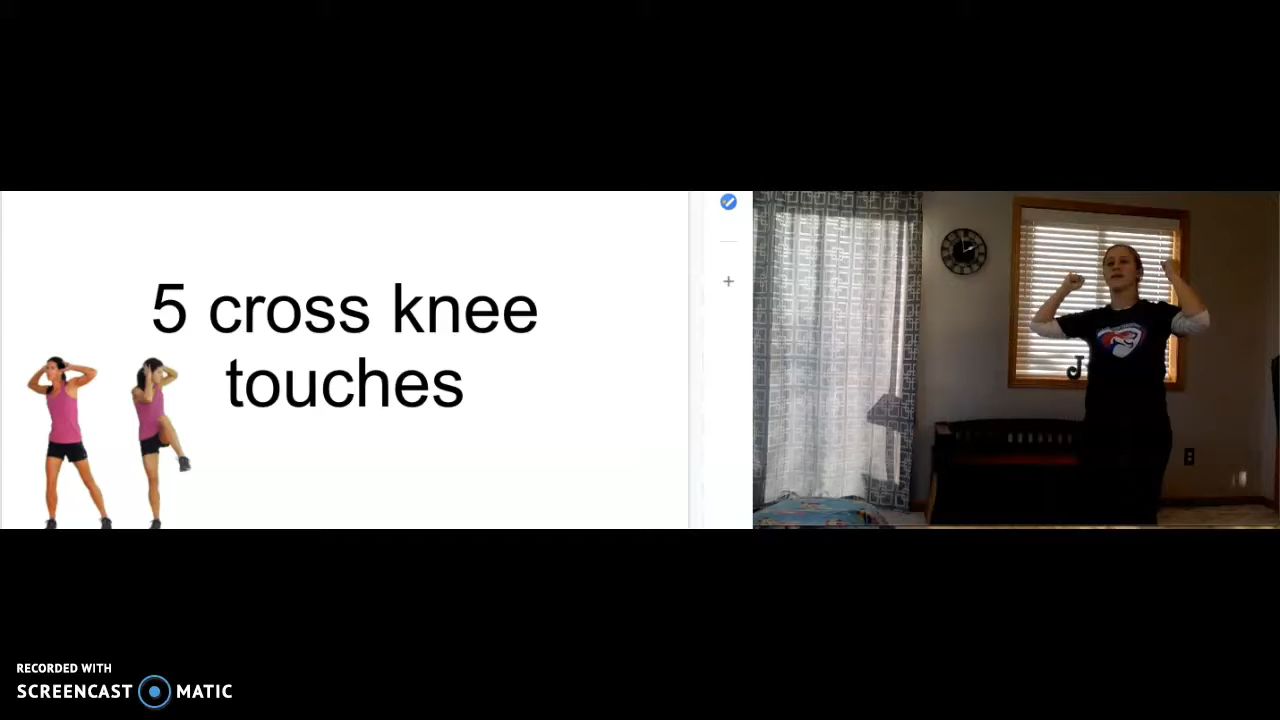 5 cross knee
touches
J
RECORDED WITH
SCREENCAST MATIC